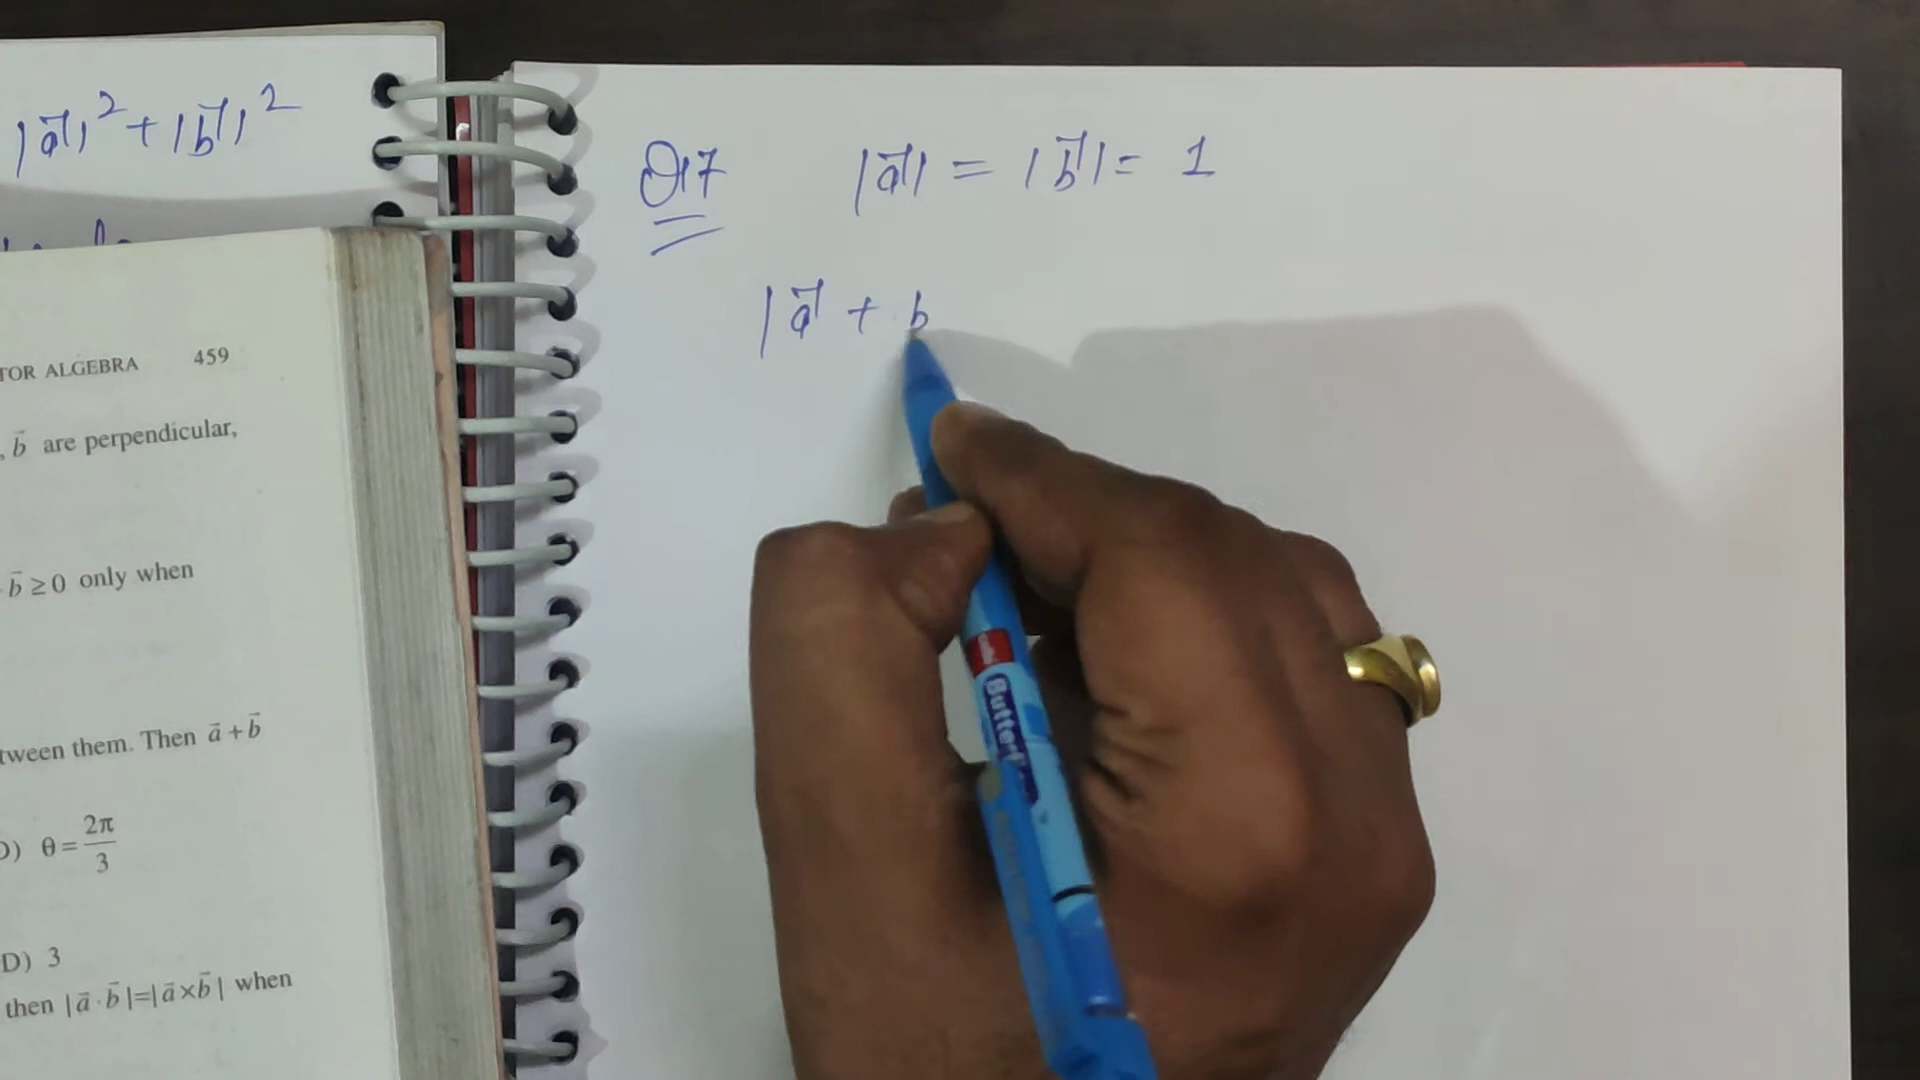 |a⃗|² + |b⃗|²
TOR ALGEBRA 459
, b⃗ are perpendicular,
b⃗ ≥ 0 only when
tween them. Then a⃗ + b⃗
D) θ = 2π/3
D) 3
then |a⃗ · b⃗| = |a⃗ × b⃗| when
Q17 |a⃗| = |b⃗| = 1
|a⃗ + b
Butterfl